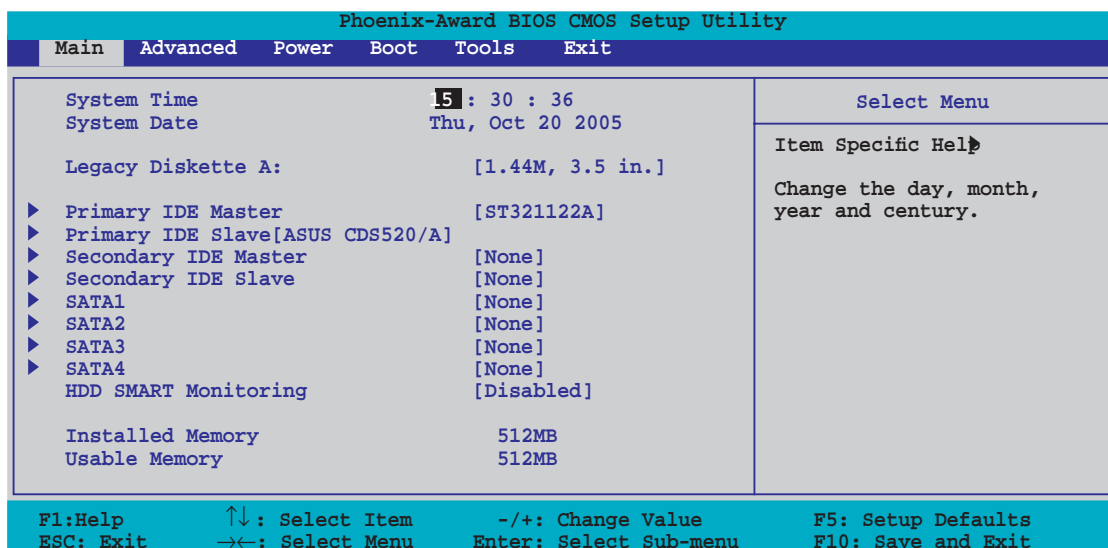 Phoenix-Award BIOS CMOS Setup Utility
Main Advanced Power Boot Tools Exit
System Time 15 : 30 : 36
System Date Thu, Oct 20 2005
Legacy Diskette A: [1.44M, 3.5 in.]
Primary IDE Master [ST321122A]
Primary IDE Slave[ASUS CDS520/A]
Secondary IDE Master [None]
Secondary IDE Slave [None]
SATA1 [None]
SATA2 [None]
SATA3 [None]
SATA4 [None]
HDD SMART Monitoring [Disabled]
Installed Memory 512MB
Usable Memory 512MB
Select Menu
Item Specific Help
Change the day, month,
year and century.
F1:Help ↑↓: Select Item -/+: Change Value F5: Setup Defaults
ESC: Exit →←: Select Menu Enter: Select Sub-menu F10: Save and Exit